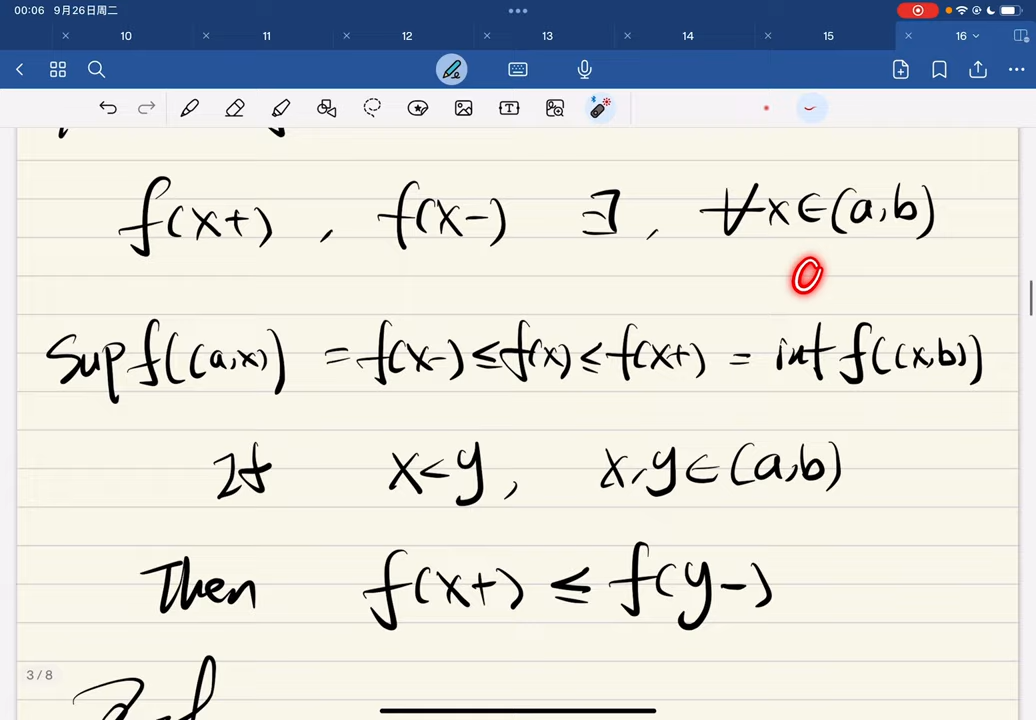 00:06 9月26日周二
10 11 12 13 14 15 16
f(x+), f(x-) ∃, ∀x∈(a,b)
Sup f((a,x)) = f(x-) ≤ f(x) ≤ f(x+) = inf f((x,b))
If x<y, x,y∈(a,b)
Then f(x+) ≤ f(y-)
3/8